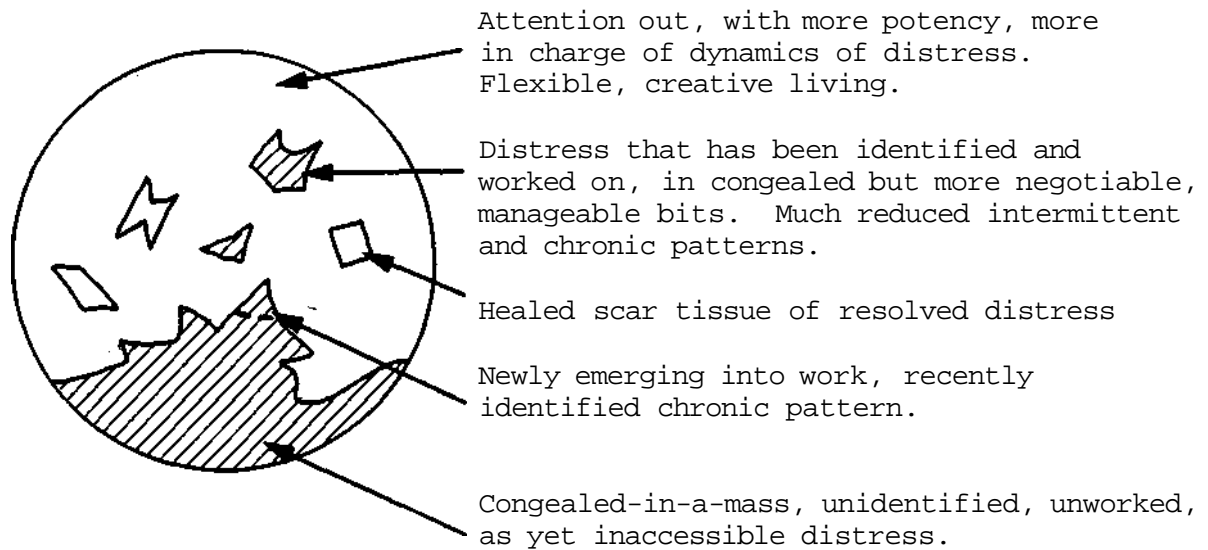 Attention out, with more potency, more
in charge of dynamics of distress.
Flexible, creative living.
Distress that has been identified and
worked on, in congealed but more negotiable,
manageable bits.  Much reduced intermittent
and chronic patterns.
Healed scar tissue of resolved distress
Newly emerging into work, recently
identified chronic pattern.
Congealed-in-a-mass, unidentified, unworked,
as yet inaccessible distress.